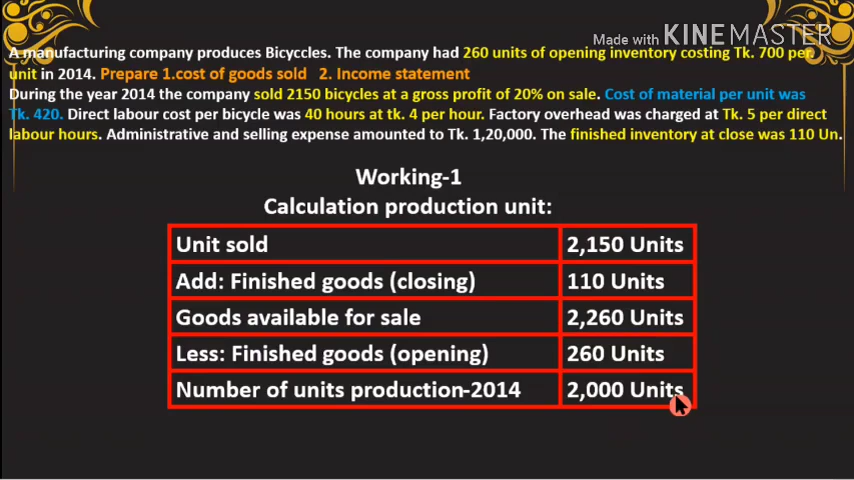 Made with KINEMASTER
A manufacturing company produces Bicyccles. The company had 260 units of opening inventory costing Tk. 700 per
unit in 2014. Prepare 1.cost of goods sold 2. Income statement
During the year 2014 the company sold 2150 bicycles at a gross profit of 20% on sale. Cost of material per unit was
Tk. 420. Direct labour cost per bicycle was 40 hours at tk. 4 per hour. Factory overhead was charged at Tk. 5 per direct
labour hours. Administrative and selling expense amounted to Tk. 1,20,000. The finished inventory at close was 110 Un.
Working-1
Calculation production unit:
Unit sold 2,150 Units
Add: Finished goods (closing) 110 Units
Goods available for sale 2,260 Units
Less: Finished goods (opening) 260 Units
Number of units production-2014 2,000 Units